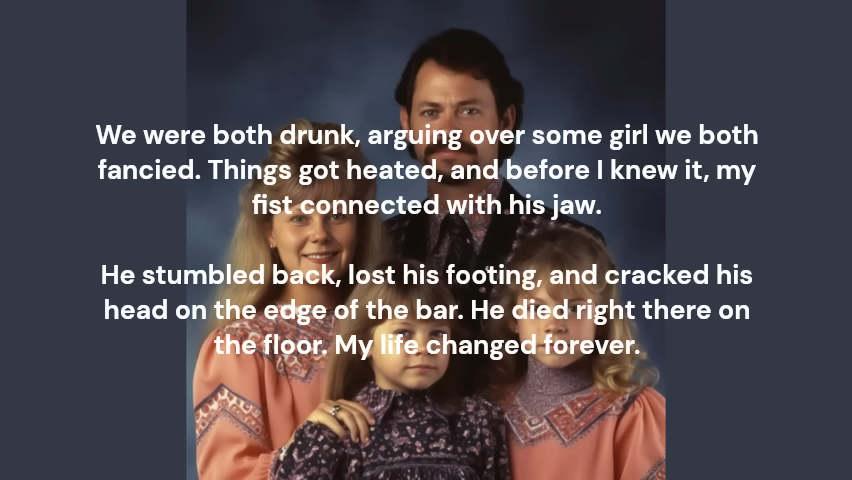 We were both drunk, arguing over some girl we both
fancied. Things got heated, and before I knew it, my
fist connected with his jaw.
He stumbled back, lost his footing, and cracked his
head on the edge of the bar. He died right there on
the floor. My life changed forever.